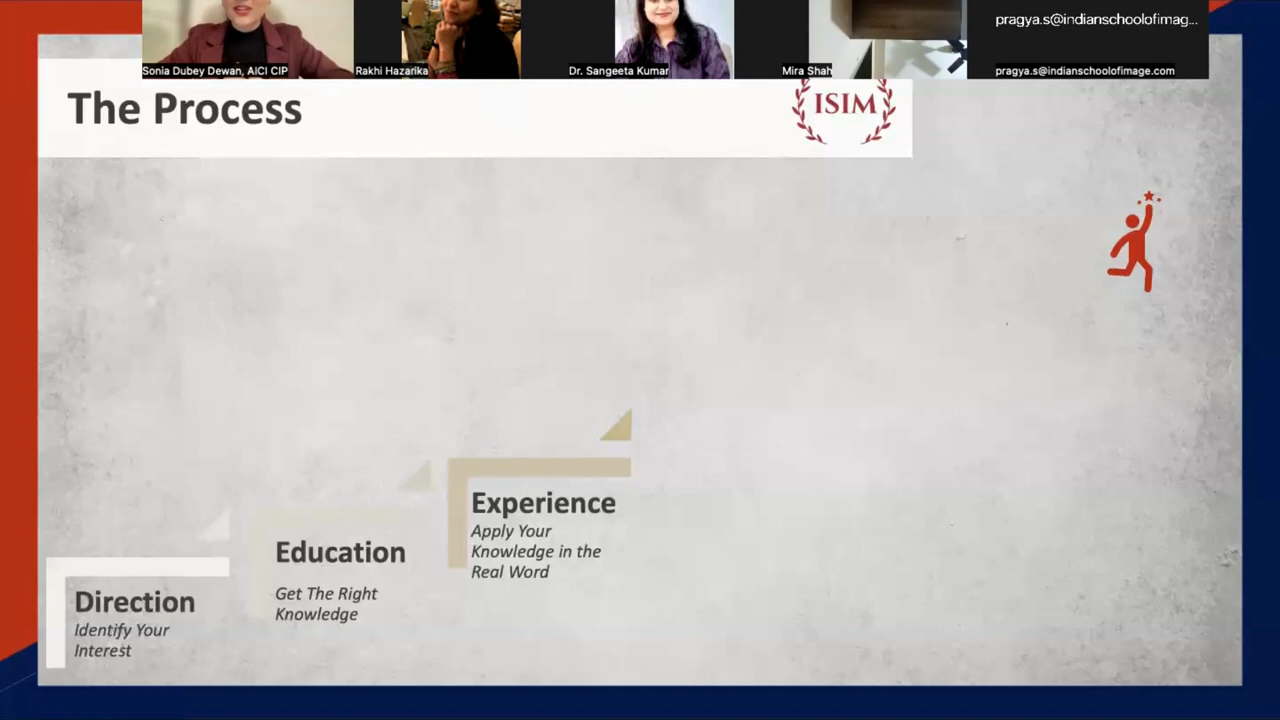 Sonia Dubey Dewan, AICI CIP
Rakhi Hazarika
Dr. Sangeeta Kumar
Mira Shah
pragya.s@indianschoolofimag...
pragya.s@indianschoolofimage.com
The Process
ISIM
Experience
Apply Your
Knowledge in the
Real Word
Education
Get The Right
Knowledge
Direction
Identify Your
Interest